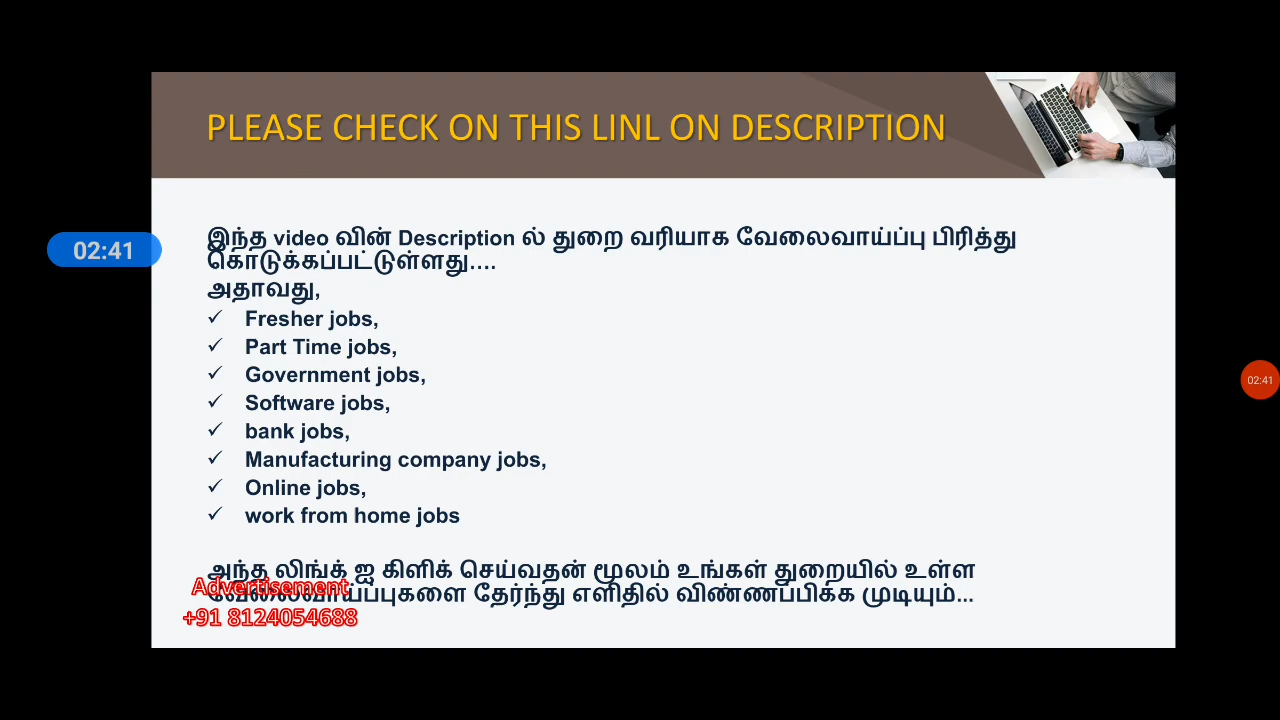 PLEASE CHECK ON THIS LINL ON DESCRIPTION
இந்த video வின் Description ல் துறை வரியாக வேலைவாய்ப்பு பிரித்து
கொடுக்கப்பட்டுள்ளது....
அதாவது,
✓ Fresher jobs,
✓ Part Time jobs,
✓ Government jobs,
✓ Software jobs,
✓ bank jobs,
✓ Manufacturing company jobs,
✓ Online jobs,
✓ work from home jobs
அந்த லிங்க் ஐ கிளிக் செய்வதன் மூலம் உங்கள் துறையில் உள்ள
வேலைவாய்ப்புகளை தேர்ந்து எளிதில் விண்ணப்பிக்க முடியும்...
Advertisement
+91 8124054688
02:41
02:41